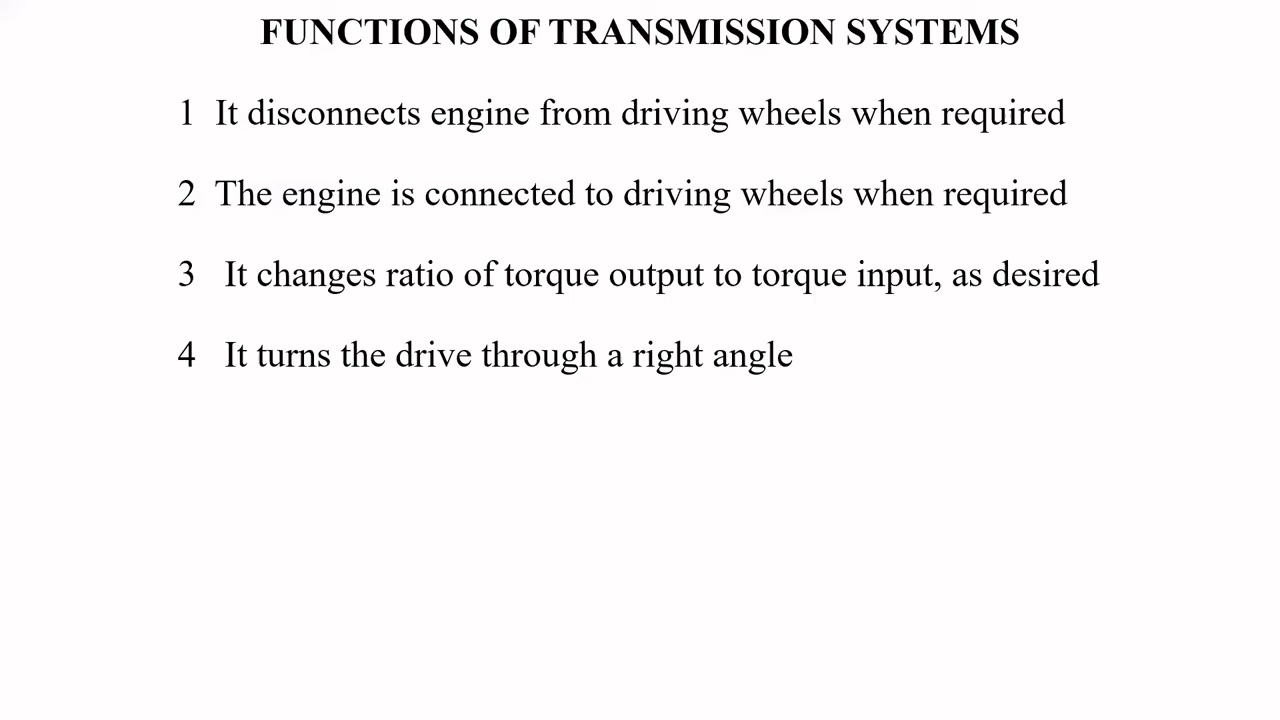 FUNCTIONS OF TRANSMISSION SYSTEMS
1 It disconnects engine from driving wheels when required
2 The engine is connected to driving wheels when required
3 It changes ratio of torque output to torque input, as desired
4 It turns the drive through a right angle